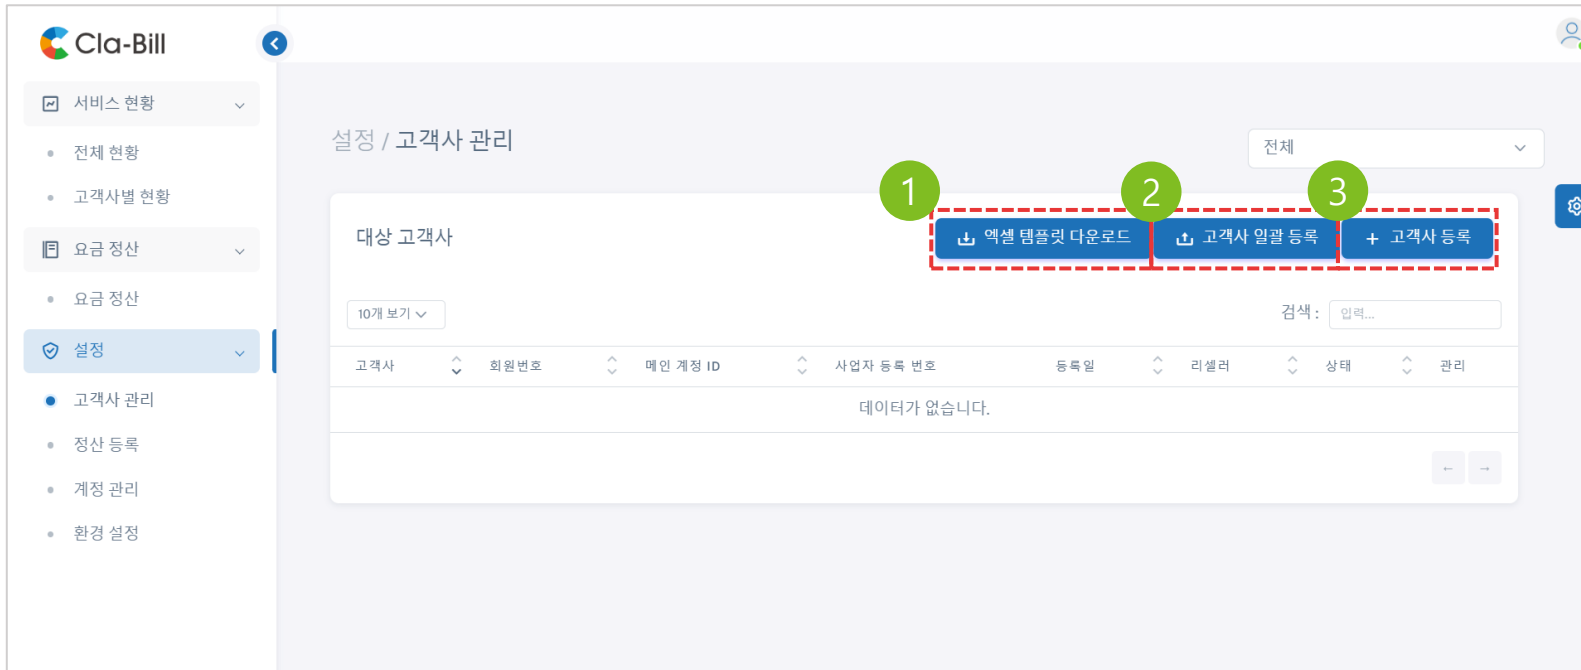 Cla-Bill
서비스 현황
전체 현황
고객사별 현황
요금 정산
요금 정산
설정
고객사 관리
정산 등록
계정 관리
환경 설정
설정 / 고객사 관리
전체
1 2 3
대상 고객사
엑셀 템플릿 다운로드 고객사 일괄 등록 + 고객사 등록
10개 보기 검색 : 입력...
고객사 회원번호 메인 계정 ID 사업자 등록 번호 등록일 리셀러 상태 관리
데이터가 없습니다.
← →